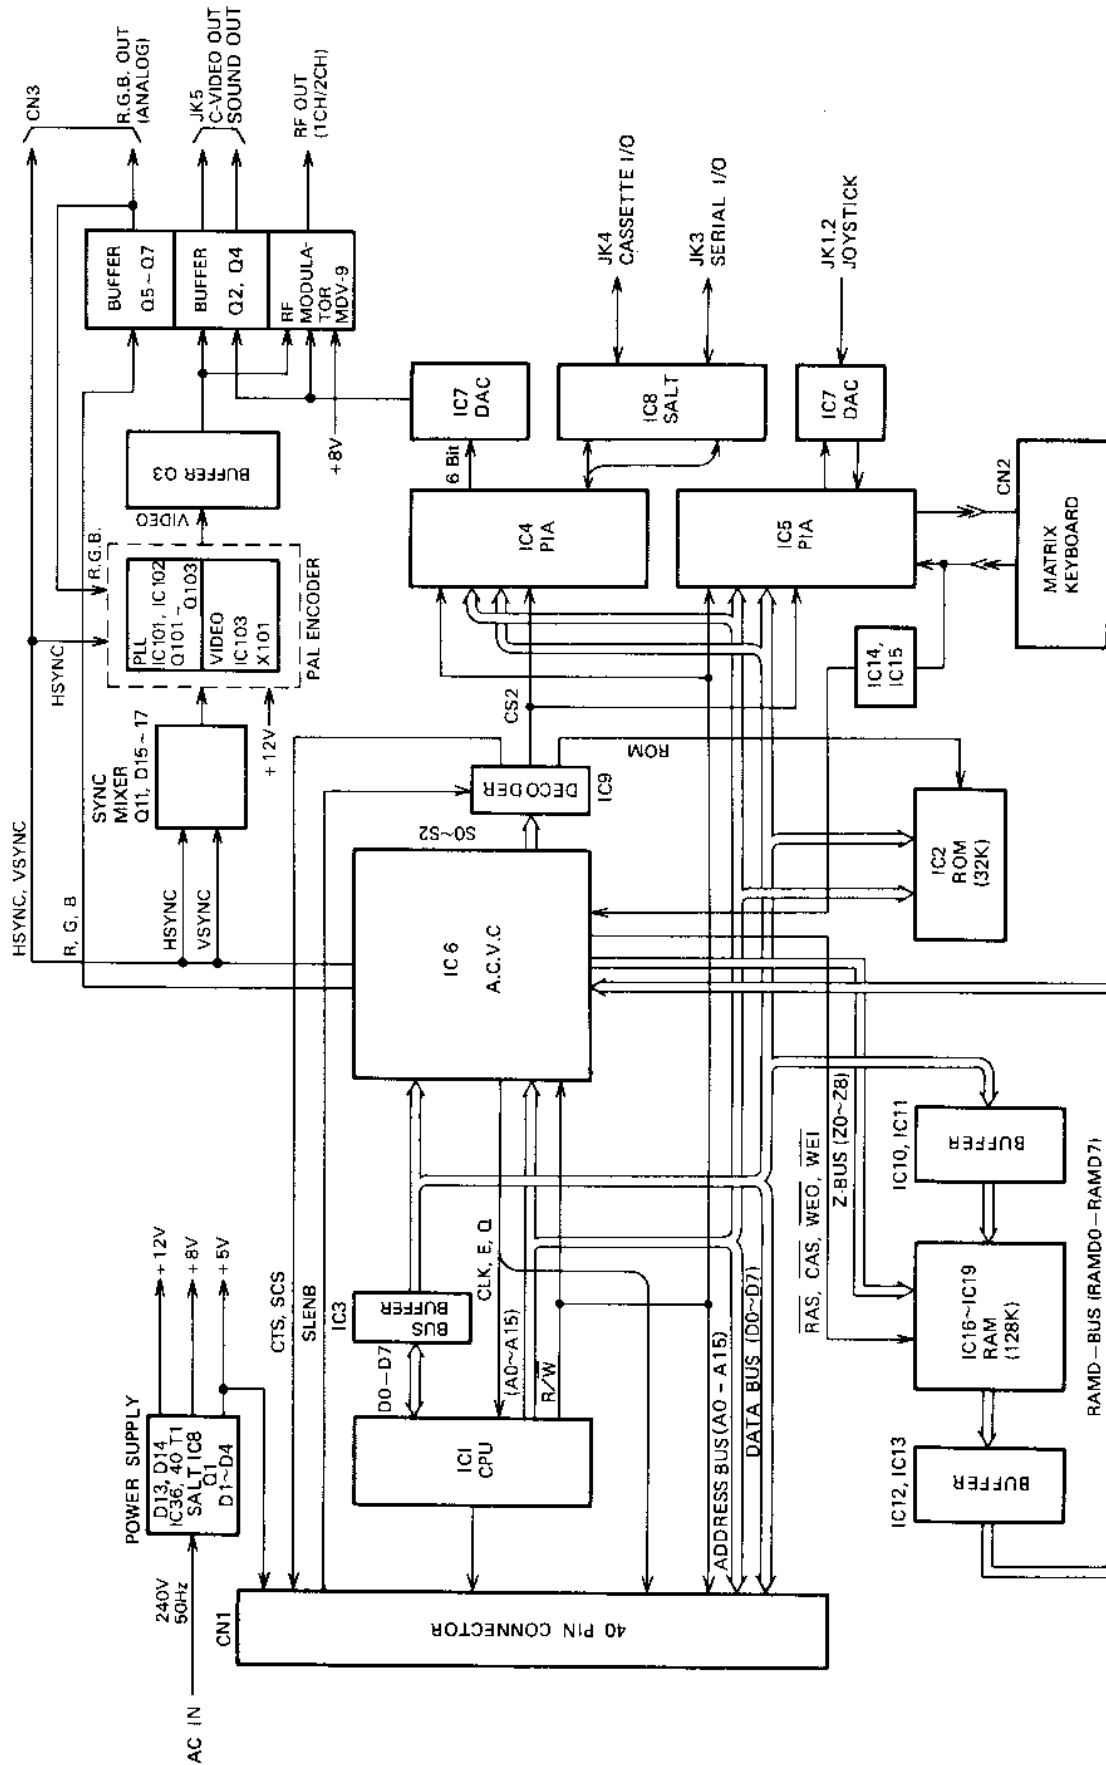 AC IN
240V
50Hz
POWER SUPPLY
D13, D14
IC36, 40 T1
SALT IC8
Q1
D1~D4
+12V
+8V
+5V
CN1
40 PIN CONNECTOR
CTS, SCS
SLENB
IC3
BUS
BUFFER
D0-D7
CLK, E, Q
(A0~A15)
R/W
IC1
CPU
ADDRESS BUS(A0 - A15)
DATA BUS (D0~D7)
HSYNC, VSYNC
R, G, B
HSYNC
VSYNC
SYNC
MIXER
Q11, D15~17
+12V
HSYNC
R.G.B.
PLL
IC101, IC102
Q101 -
Q103
VIDEO
IC103
X101
PAL ENCODER
VIDEO
BUFFER Q3
BUFFER
Q5~Q7
BUFFER
Q2, Q4
RF
MODULA-
TOR
MDV-9
+8V
CN3
R.G.B. OUT
(ANALOG)
JK5
C-VIDEO OUT
SOUND OUT
RF OUT
(1CH/2CH)
IC 6
A.C.V.C
S0~S2
DECODER
IC9
CS2
ROM
IC4
PIA
6 Bit
IC7
DAC
IC8
SALT
JK4
CASSETTE I/O
JK3
SERIAL I/O
IC5
PIA
IC7
DAC
JK1.2
JOYSTICK
CN2
MATRIX
KEYBOARD
IC14,
IC15
IC2
ROM
(32K)
RAS, CAS, WEO, WEI
Z-BUS (Z0~Z8)
IC10, IC11
BUFFER
IC16~IC19
RAM
(128K)
IC12, IC13
BUFFER
RAMD-BUS (RAMD0-RAMD7)